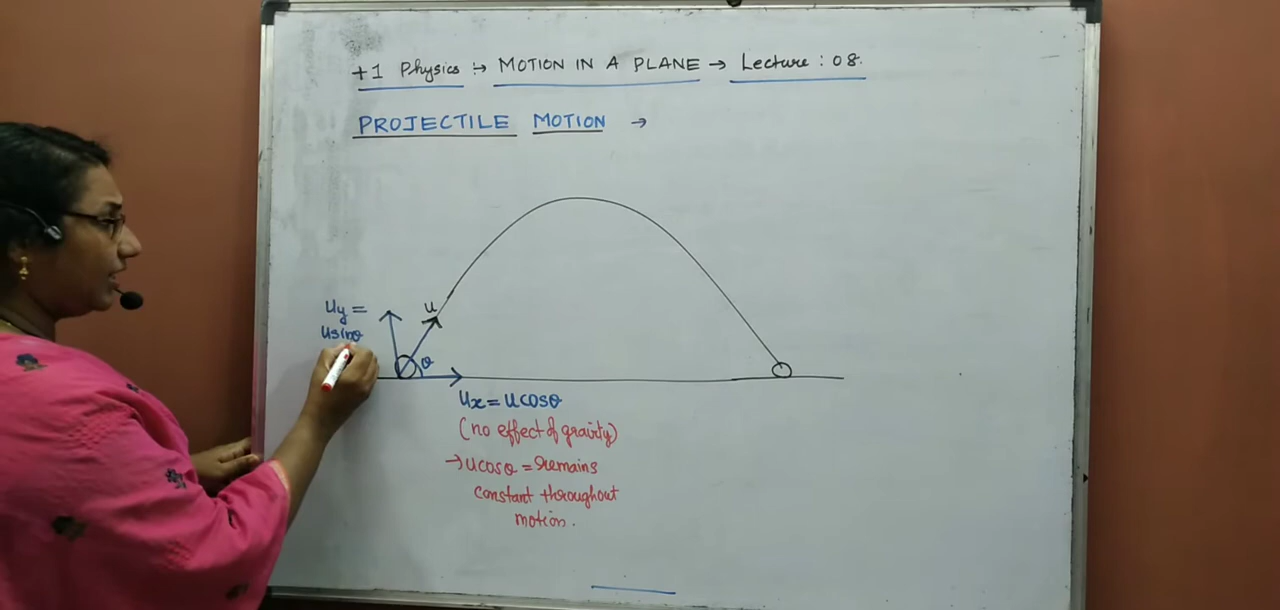 +1 Physics :→ MOTION IN A PLANE → Lecture : 08.
PROJECTILE MOTION →
u
uy =
usinθ
θ
ux = ucosθ
(no effect of gravity)
→ ucosθ = remains
constant throughout
motion.